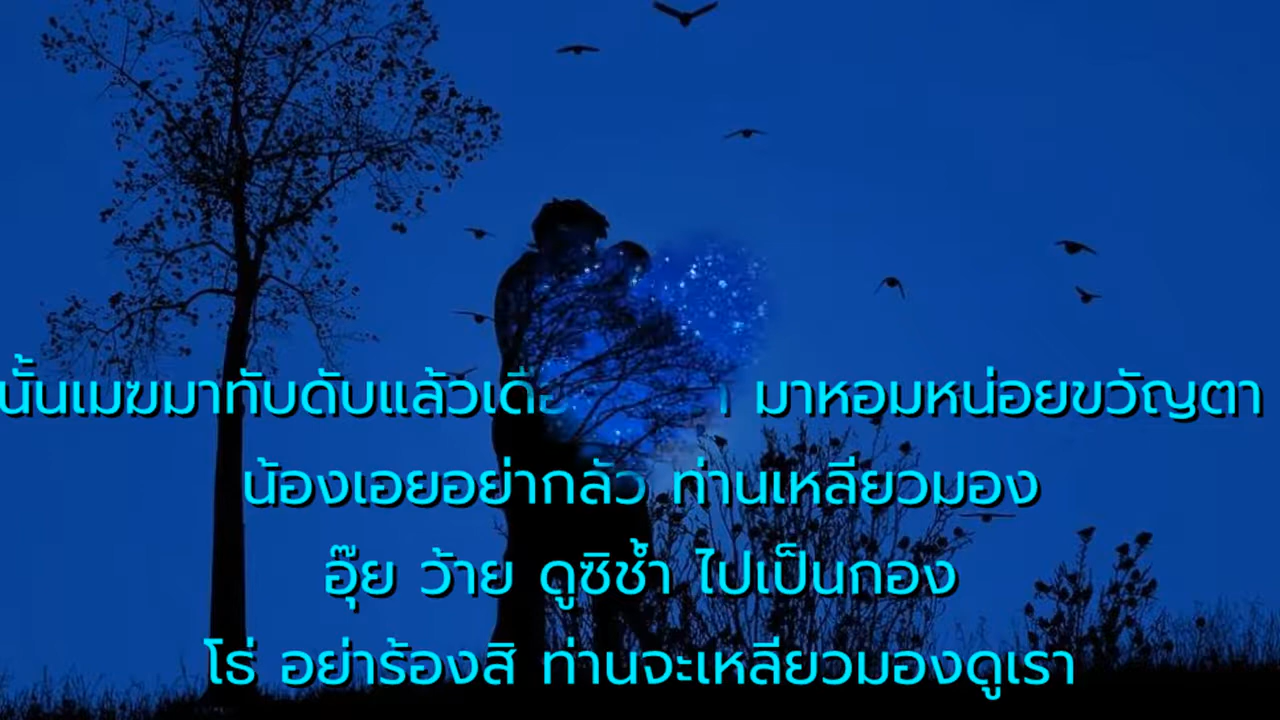 นั้นเมฆมาทับดับแล้ว มาหอมหน่อยขวัญตา
น้องเอยอย่ากลัว ท่านเหลียวมอง
อุ๊ย ว้าย ดูซิช้ำ ไปเป็นกอง
โธ่ อย่าร้องสิ ท่านจะเหลียวมองดูเรา